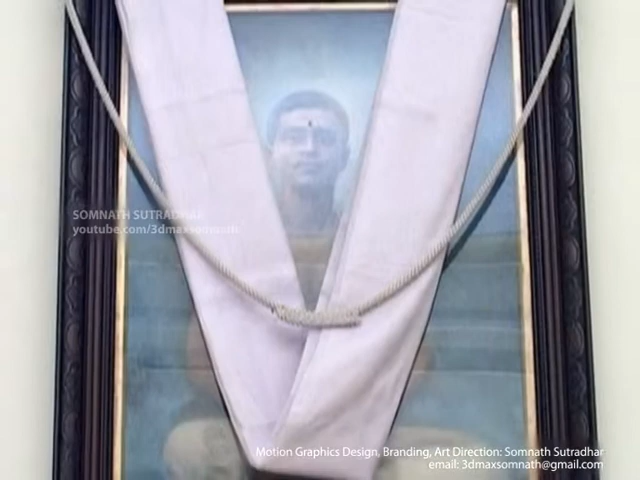 SOMNATH SUTRADHAR
youtube.com/3dmaxsomnath
Motion Graphics Design, Branding, Art Direction: Somnath Sutradhar
email: 3dmaxsomnath@gmail.com